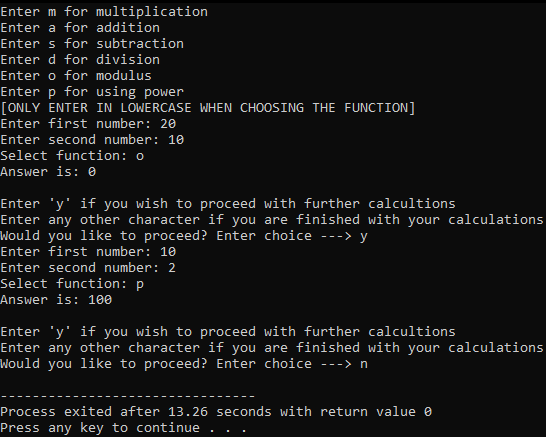 Enter m for multiplication
Enter a for addition
Enter s for subtraction
Enter d for division
Enter o for modulus
Enter p for using power
[ONLY ENTER IN LOWERCASE WHEN CHOOSING THE FUNCTION]
Enter first number: 20
Enter second number: 10
Select function: o
Answer is: 0
Enter 'y' if you wish to proceed with further calcultions
Enter any other character if you are finished with your calculations
Would you like to proceed? Enter choice ---> y
Enter first number: 10
Enter second number: 2
Select function: p
Answer is: 100
Enter 'y' if you wish to proceed with further calcultions
Enter any other character if you are finished with your calculations
Would you like to proceed? Enter choice ---> n
--------------------------------
Process exited after 13.26 seconds with return value 0
Press any key to continue . . .